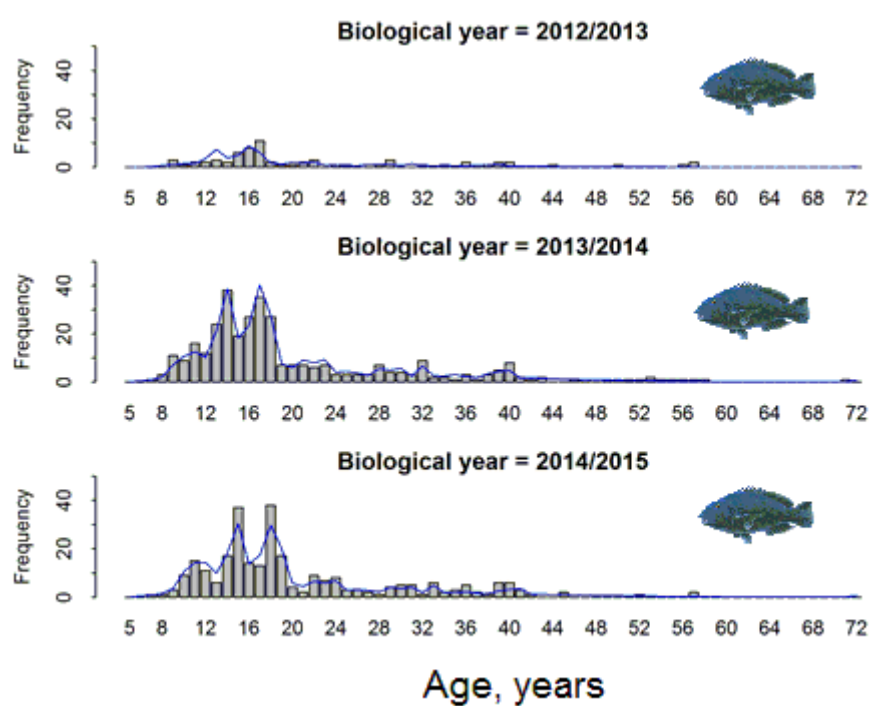 Biological year = 2012/2013
Frequency
0 20 40
5 8 12 16 20 24 28 32 36 40 44 48 52 56 60 64 68 72
Biological year = 2013/2014
Frequency
0 20 40
5 8 12 16 20 24 28 32 36 40 44 48 52 56 60 64 68 72
Biological year = 2014/2015
Frequency
0 20 40
5 8 12 16 20 24 28 32 36 40 44 48 52 56 60 64 68 72
Age, years